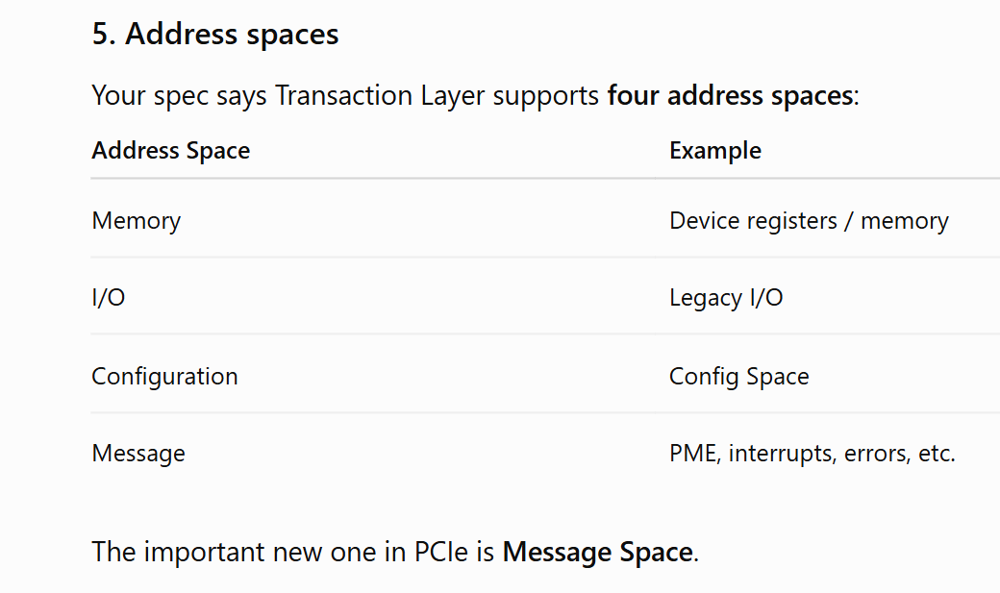 5. Address spaces
Your spec says Transaction Layer supports four address spaces:
Address Space Example
Memory Device registers / memory
I/O Legacy I/O
Configuration Config Space
Message PME, interrupts, errors, etc.
The important new one in PCIe is Message Space.